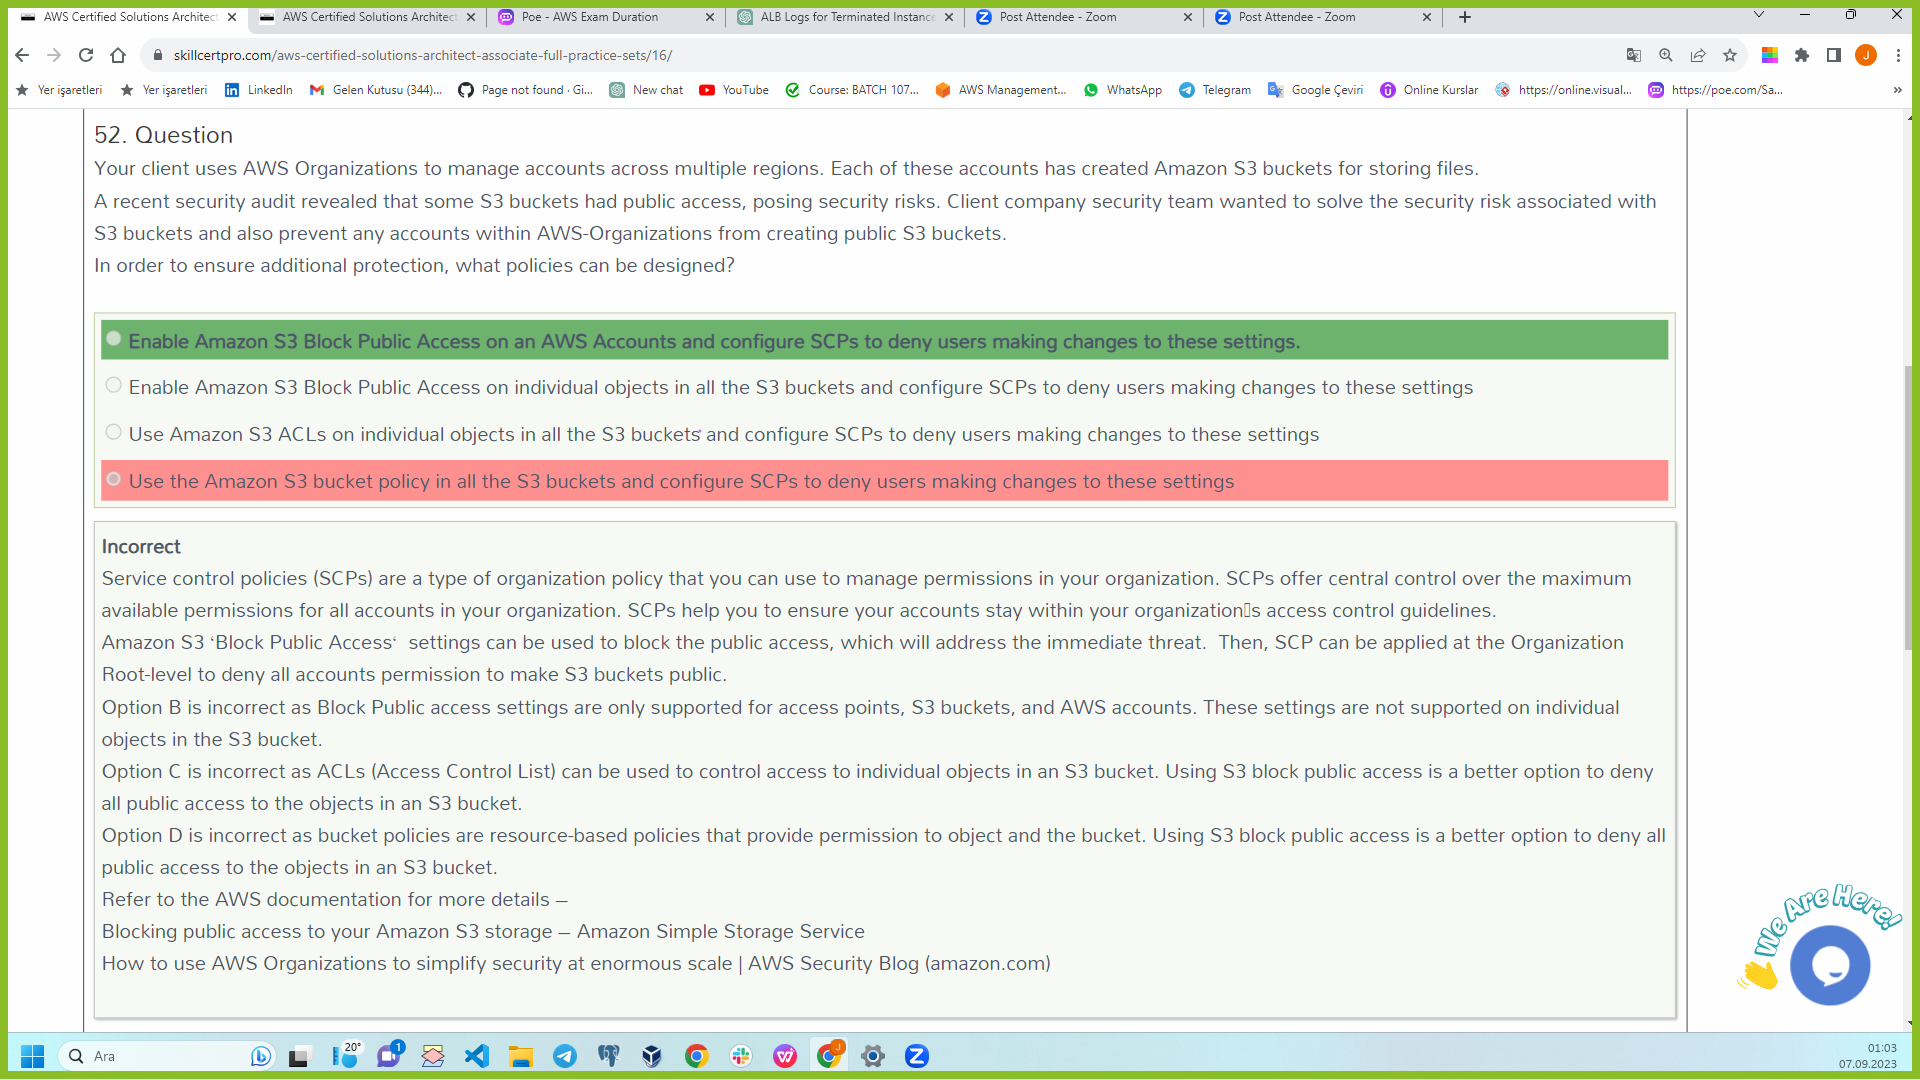 AWS Certified Solutions Architect
AWS Certified Solutions Architect
Poe - AWS Exam Duration
ALB Logs for Terminated Instance
Post Attendee - Zoom
Post Attendee - Zoom
skillcertpro.com/aws-certified-solutions-architect-associate-full-practice-sets/16/
J
Yer işaretleri
Yer işaretleri
LinkedIn
Gelen Kutusu (344)...
Page not found · Gi...
New chat
YouTube
Course: BATCH 107...
AWS Management...
WhatsApp
Telegram
Google Çeviri
Online Kurslar
https://online.visual...
https://poe.com/Sa...
»
52. Question
Your client uses AWS Organizations to manage accounts across multiple regions. Each of these accounts has created Amazon S3 buckets for storing files.
A recent security audit revealed that some S3 buckets had public access, posing security risks. Client company security team wanted to solve the security risk associated with
S3 buckets and also prevent any accounts within AWS-Organizations from creating public S3 buckets.
In order to ensure additional protection, what policies can be designed?
Enable Amazon S3 Block Public Access on an AWS Accounts and configure SCPs to deny users making changes to these settings.
Enable Amazon S3 Block Public Access on individual objects in all the S3 buckets and configure SCPs to deny users making changes to these settings
Use Amazon S3 ACLs on individual objects in all the S3 buckets and configure SCPs to deny users making changes to these settings
Use the Amazon S3 bucket policy in all the S3 buckets and configure SCPs to deny users making changes to these settings
Incorrect
Service control policies (SCPs) are a type of organization policy that you can use to manage permissions in your organization. SCPs offer central control over the maximum
available permissions for all accounts in your organization. SCPs help you to ensure your accounts stay within your organization▯s access control guidelines.
Amazon S3 ‘Block Public Access‘  settings can be used to block the public access, which will address the immediate threat.  Then, SCP can be applied at the Organization
Root-level to deny all accounts permission to make S3 buckets public.
Option B is incorrect as Block Public access settings are only supported for access points, S3 buckets, and AWS accounts. These settings are not supported on individual
objects in the S3 bucket.
Option C is incorrect as ACLs (Access Control List) can be used to control access to individual objects in an S3 bucket. Using S3 block public access is a better option to deny
all public access to the objects in an S3 bucket.
Option D is incorrect as bucket policies are resource-based policies that provide permission to object and the bucket. Using S3 block public access is a better option to deny all
public access to the objects in an S3 bucket.
Refer to the AWS documentation for more details –
Blocking public access to your Amazon S3 storage – Amazon Simple Storage Service
How to use AWS Organizations to simplify security at enormous scale | AWS Security Blog (amazon.com)
We Are Here!
Ara
20°
1
J
01:03
07.09.2023